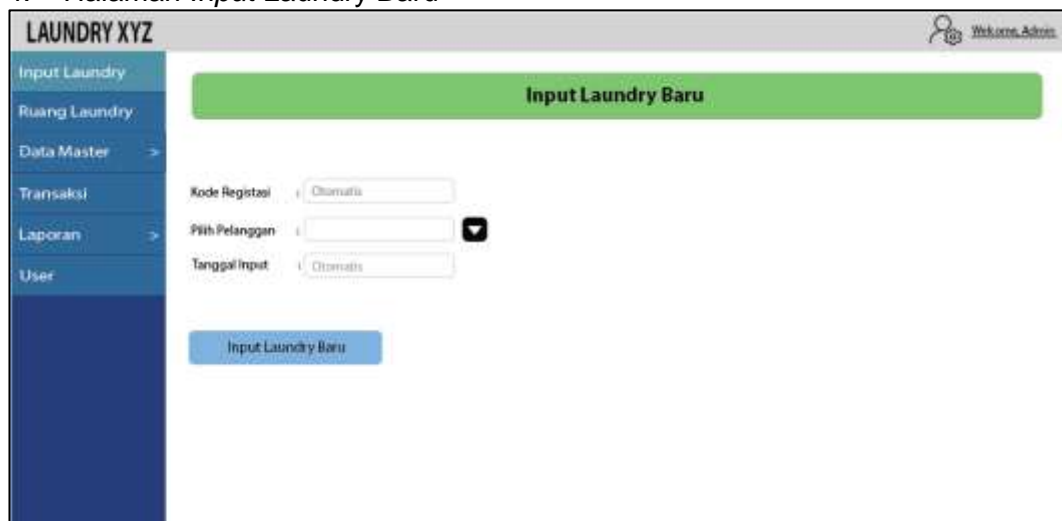 Halaman Input Laundry Baru
LAUNDRY XYZ
Welcome, Admin
Input Laundry
Input Laundry Baru
Ruang Laundry
Data Master >
Transaksi
Kode Registasi : Otomatis
Pilih Pelanggan :
Laporan >
Tanggal Input : Otomatis
User
Input Laundry Baru